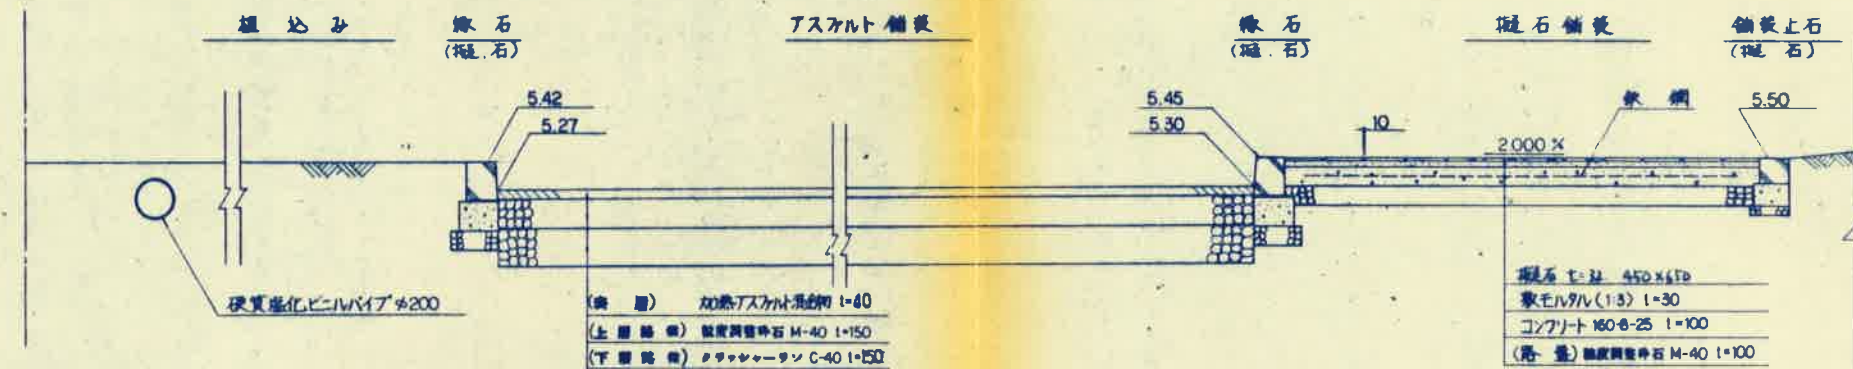 植込み
縁石
(擬石)
アスファルト舗装
縁石
(擬石)
擬石舗装
舗装止石
(擬石)
5.42
5.27
5.45
5.30
10
2.000%
鉄網
5.50
硬質塩化ビニルパイプ φ200
(表層) 加熱アスファルト混合物 t=40
(上層路盤) 粒度調整砕石 M-40 t=150
(下層路盤) クラッシャーラン C-40 t=150
擬石 t=32 450×650
敷モルタル(1:3) t=30
コンクリート 160-8-25 t=100
(路盤) 粒度調整砕石 M-40 t=100